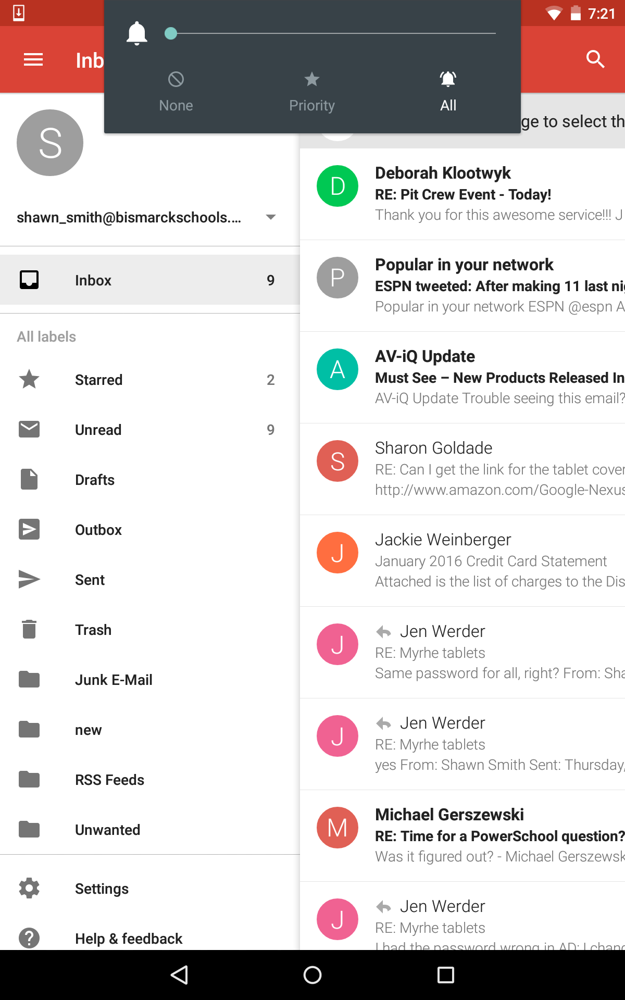 7:21
Inb
None
Priority
All
S
ge to select th
shawn_smith@bismarckschools....
Inbox 9
All labels
Starred 2
Unread 9
Drafts
Outbox
Sent
Trash
Junk E-Mail
new
RSS Feeds
Unwanted
Settings
Help & feedback
D
Deborah Klootwyk
RE: Pit Crew Event - Today!
Thank you for this awesome service!!! J
P
Popular in your network
ESPN tweeted: After making 11 last nig
Popular in your network ESPN @espn A
A
AV-iQ Update
Must See – New Products Released In
AV-iQ Update Trouble seeing this email?
S
Sharon Goldade
RE: Can I get the link for the tablet cover
http://www.amazon.com/Google-Nexus
J
Jackie Weinberger
January 2016 Credit Card Statement
Attached is the list of charges to the Dis
J
Jen Werder
RE: Myrhe tablets
Same password for all, right? From: Sha
J
Jen Werder
RE: Myrhe tablets
yes From: Shawn Smith Sent: Thursday,
M
Michael Gerszewski
RE: Time for a PowerSchool question?
Was it figured out? - Michael Gerszewsk
J
Jen Werder
RE: Myrhe tablets
I had the password wrong in AD; I chang